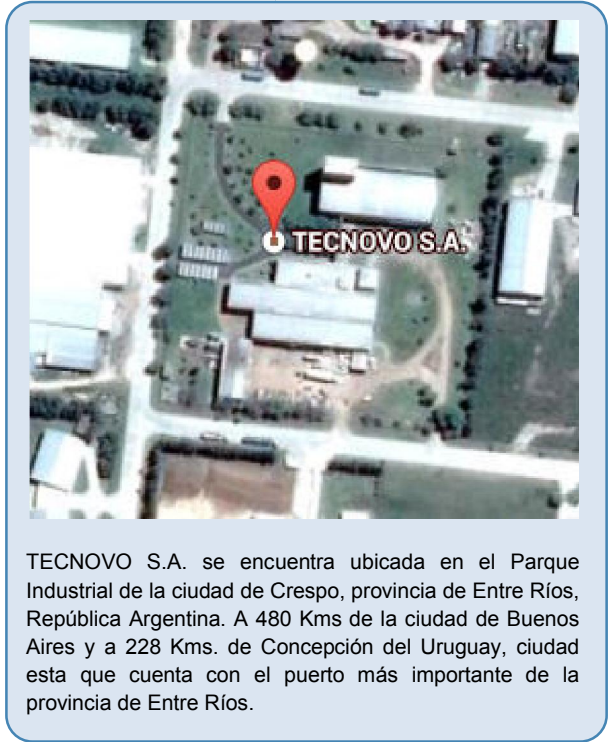 TECNOVO S.A.
TECNOVO S.A. se encuentra ubicada en el Parque
Industrial de la ciudad de Crespo, provincia de Entre Ríos,
República Argentina. A 480 Kms de la ciudad de Buenos
Aires y a 228 Kms. de Concepción del Uruguay, ciudad
esta que cuenta con el puerto más importante de la
provincia de Entre Ríos.